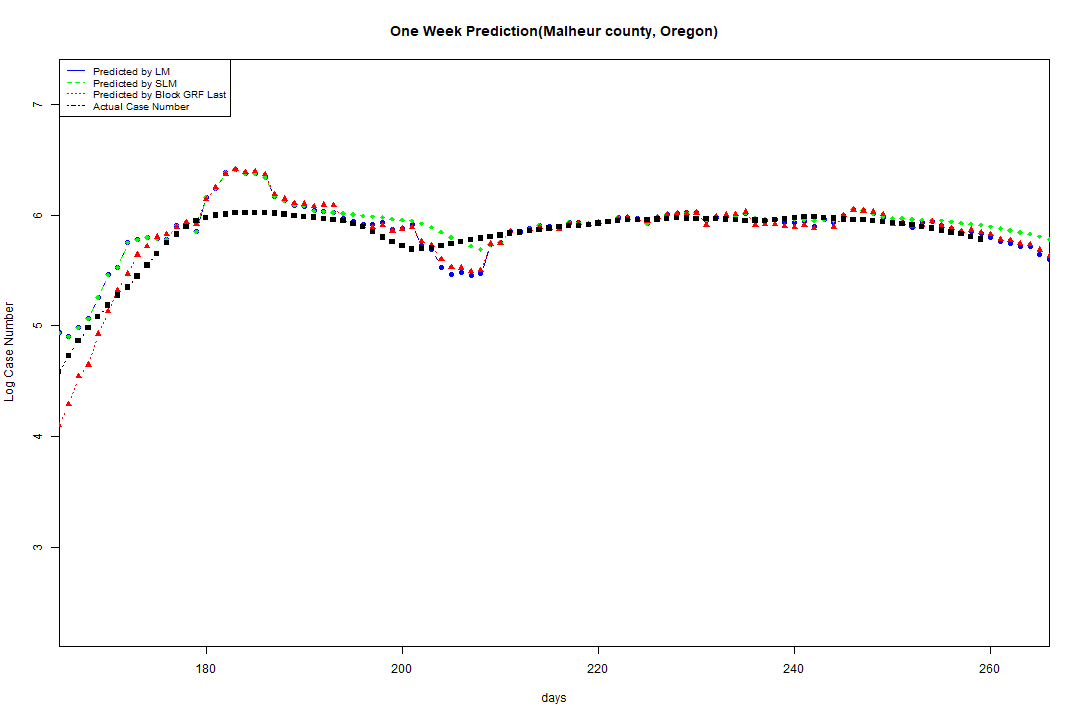 One Week Prediction(Malheur county, Oregon)
Predicted by LM
Predicted by SLM
Predicted by Block GRF Last
Actual Case Number
7
6
5
4
3
Log Case Number
180 200 220 240 260
days